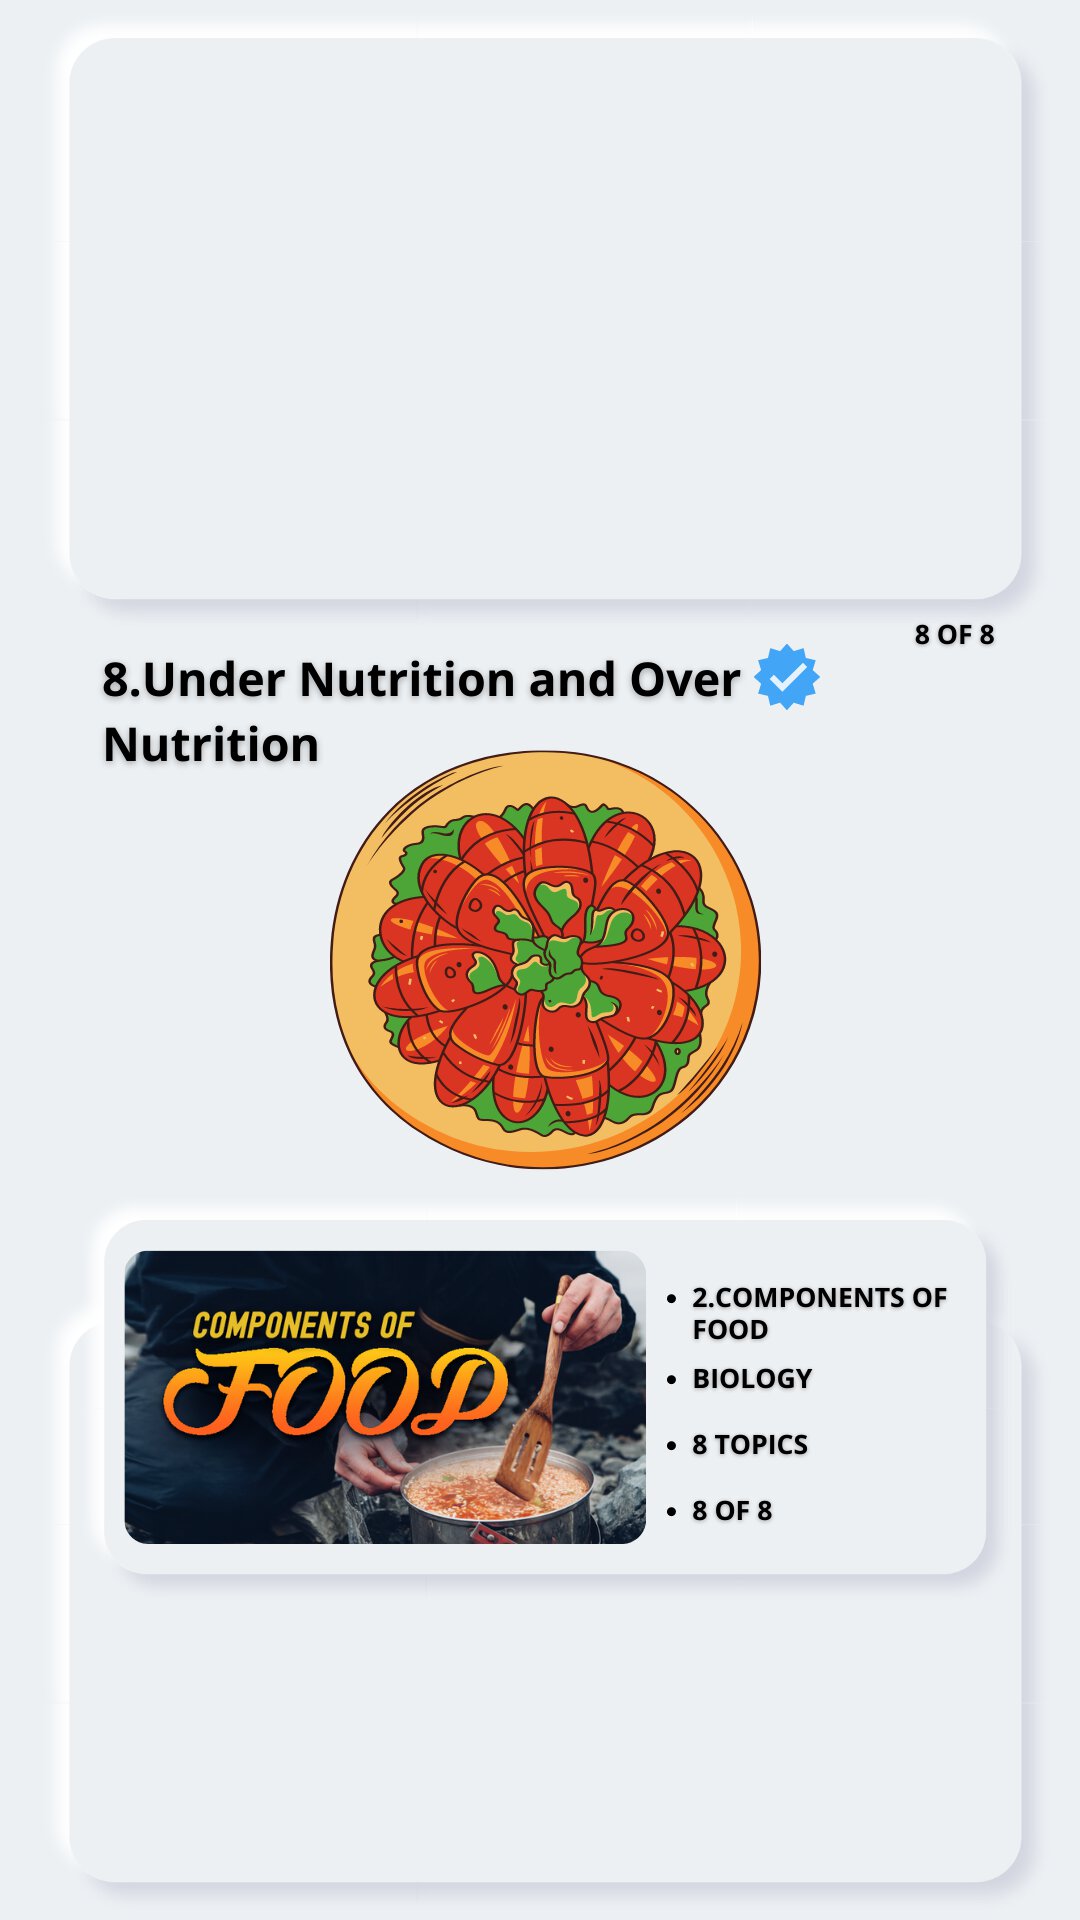 8 OF 8
8.Under Nutrition and Over
Nutrition
COMPONENTS OF
FOOD
• 2.COMPONENTS OF
FOOD
• BIOLOGY
• 8 TOPICS
• 8 OF 8